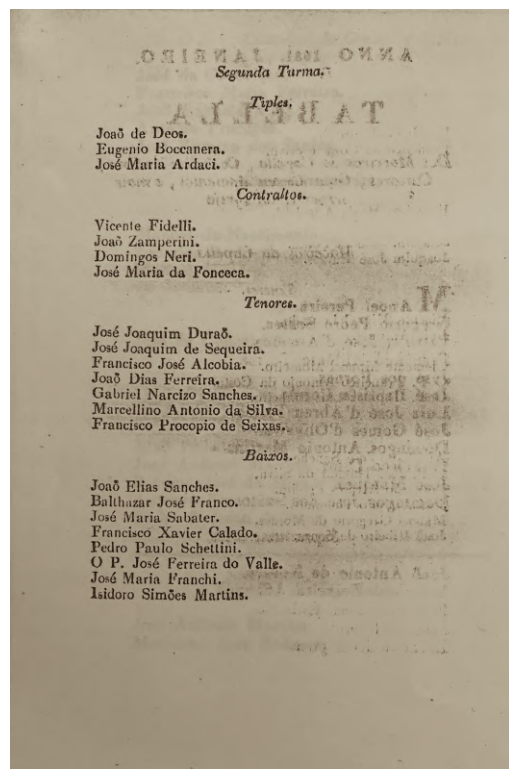 Segunda Turma.
Tiples.
Joaõ de Deos.
Eugenio Boccanera.
José Maria Ardaci.
Contraltos.
Vicente Fidelli.
Joaõ Zamperini.
Domingos Neri.
José Maria da Fonceca.
Tenores.
José Joaquim Duraõ.
José Joaquim de Sequeira.
Francisco José Alcobia.
Joaõ Dias Ferreira.
Gabriel Narcizo Sanches.
Marcellino Antonio da Silva.
Francisco Procopio de Seixas.
Baixos.
Joaõ Elias Sanches.
Balthazar José Franco.
José Maria Sabater.
Francisco Xavier Calado.
Pedro Paulo Schettini.
O P. José Ferreira do Valle.
José Maria Franchi.
Isidoro Simões Martins.